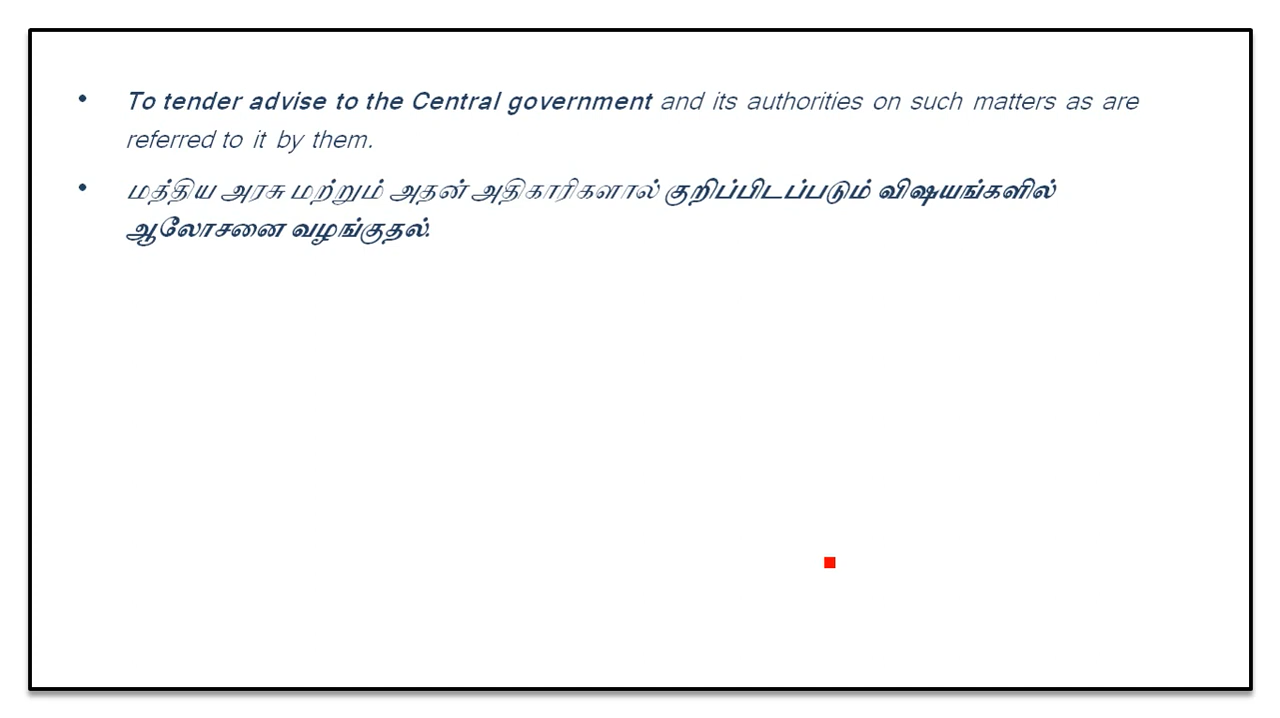 • To tender advise to the Central government and its authorities on such matters as are
referred to it by them.
• மத்திய அரசு மற்றும் அதன் அதிகாரிகளால் குறிப்பிடப்படும் விஷயங்களில்
ஆலோசனை வழங்குதல்.